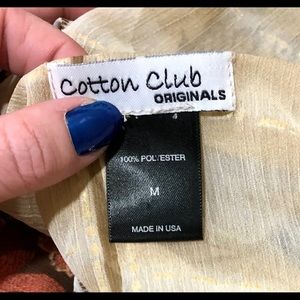 Cotton Club
ORIGINALS
100% POLYESTER
M
MADE IN USA